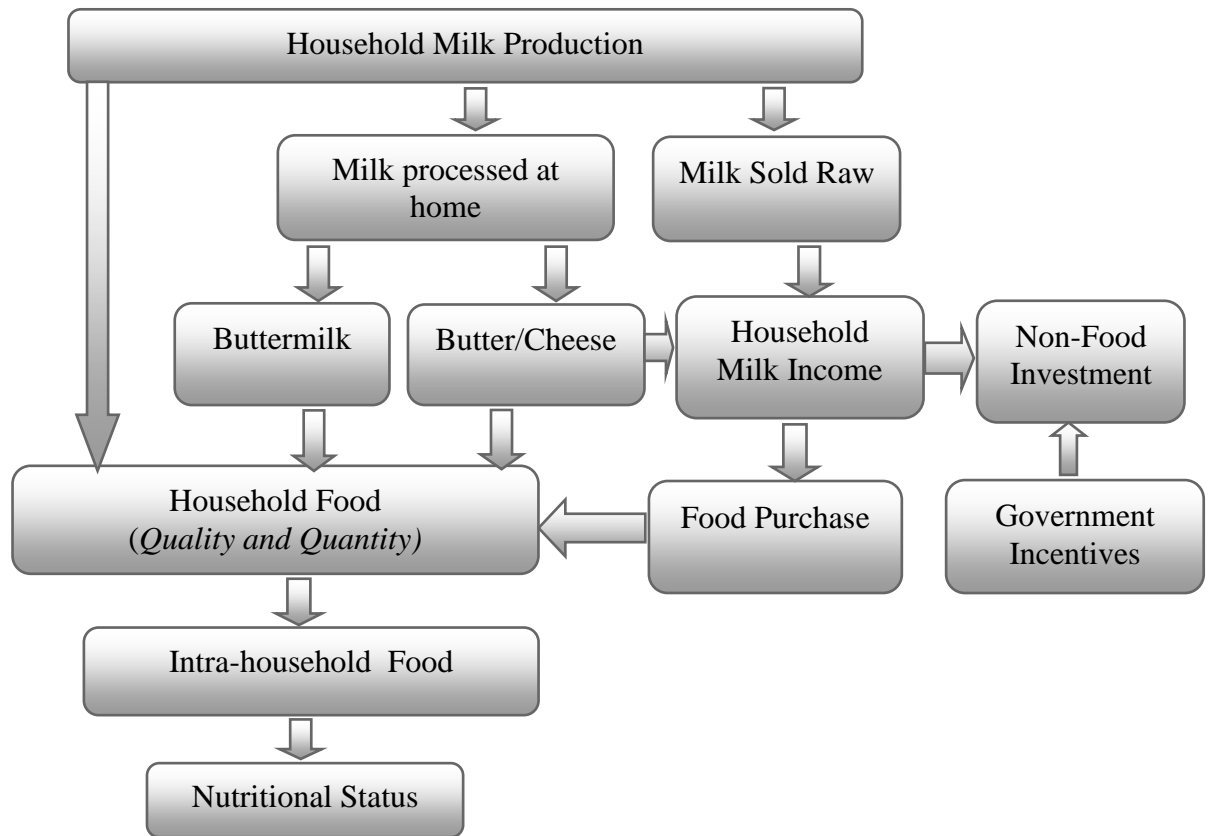 Household Milk Production
Milk processed at
home
Milk Sold Raw
Buttermilk
Butter/Cheese
Household
Milk Income
Non-Food
Investment
Household Food
(Quality and Quantity)
Food Purchase
Government
Incentives
Intra-household  Food
Nutritional Status